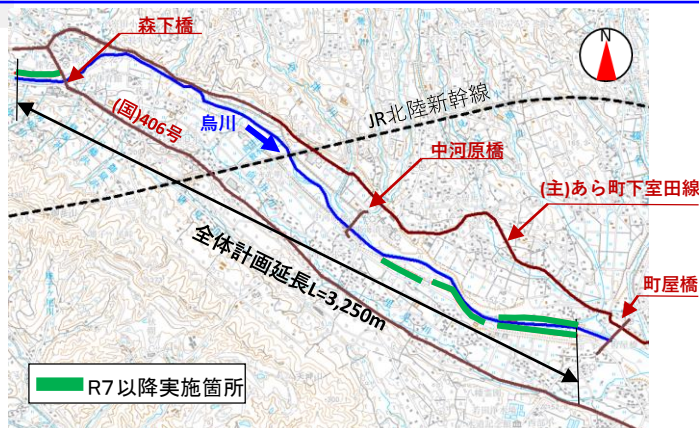 森下橋
N
(国)406号
烏川
JR北陸新幹線
中河原橋
(主)あら町下室田線
全体計画延長L=3,250m
町屋橋
R7以降実施箇所